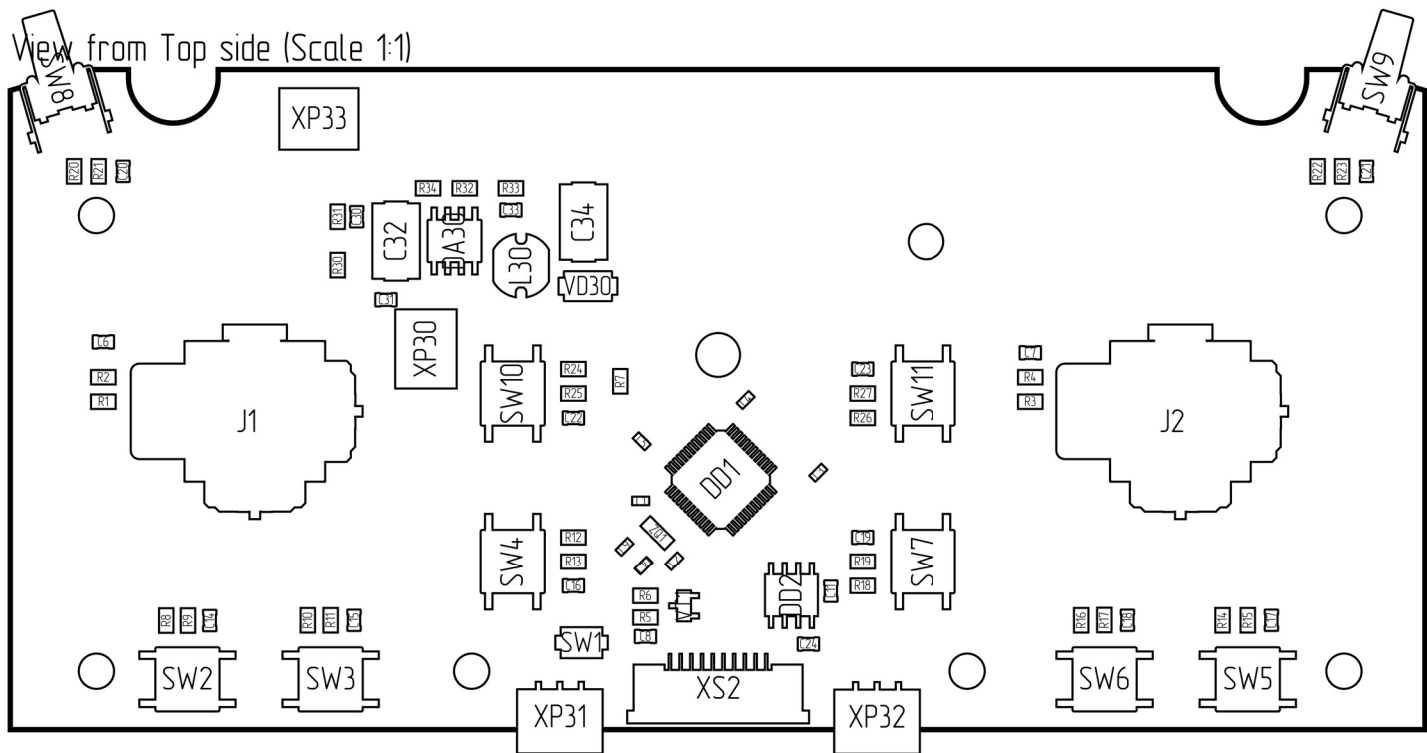 View from Top side (Scale 1:1)
SW8
SW9
XP33
R20
R21
C20
R22
R23
C21
R34
R32
R33
C33
R31
C30
C32
DA30
L30
C34
R30
VD30
C31
XP30
C6
R2
R1
J1
SW10
R24
R25
C22
R7
C23
R27
R26
SW11
C7
R4
R3
J2
DD1
ZQ1
SW4
R12
R13
C16
C19
R19
R18
SW7
R6
R5
C8
DD2
C11
C24
R8
R9
C14
R10
R11
C15
SW1
R16
R17
C18
R14
R15
C17
SW2
SW3
XS2
SW6
SW5
XP31
XP32